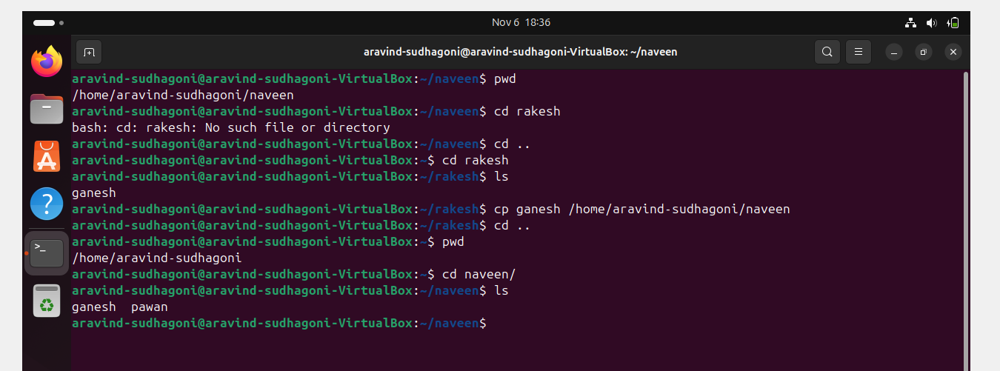 Nov 6 18:36
aravind-sudhagoni@aravind-sudhagoni-VirtualBox: ~/naveen
aravind-sudhagoni@aravind-sudhagoni-VirtualBox:~/naveen$ pwd
/home/aravind-sudhagoni/naveen
aravind-sudhagoni@aravind-sudhagoni-VirtualBox:~/naveen$ cd rakesh
bash: cd: rakesh: No such file or directory
aravind-sudhagoni@aravind-sudhagoni-VirtualBox:~/naveen$ cd ..
aravind-sudhagoni@aravind-sudhagoni-VirtualBox:~$ cd rakesh
aravind-sudhagoni@aravind-sudhagoni-VirtualBox:~/rakesh$ ls
ganesh
aravind-sudhagoni@aravind-sudhagoni-VirtualBox:~/rakesh$ cp ganesh /home/aravind-sudhagoni/naveen
aravind-sudhagoni@aravind-sudhagoni-VirtualBox:~/rakesh$ cd ..
aravind-sudhagoni@aravind-sudhagoni-VirtualBox:~$ pwd
/home/aravind-sudhagoni
aravind-sudhagoni@aravind-sudhagoni-VirtualBox:~$ cd naveen/
aravind-sudhagoni@aravind-sudhagoni-VirtualBox:~/naveen$ ls
ganesh  pawan
aravind-sudhagoni@aravind-sudhagoni-VirtualBox:~/naveen$